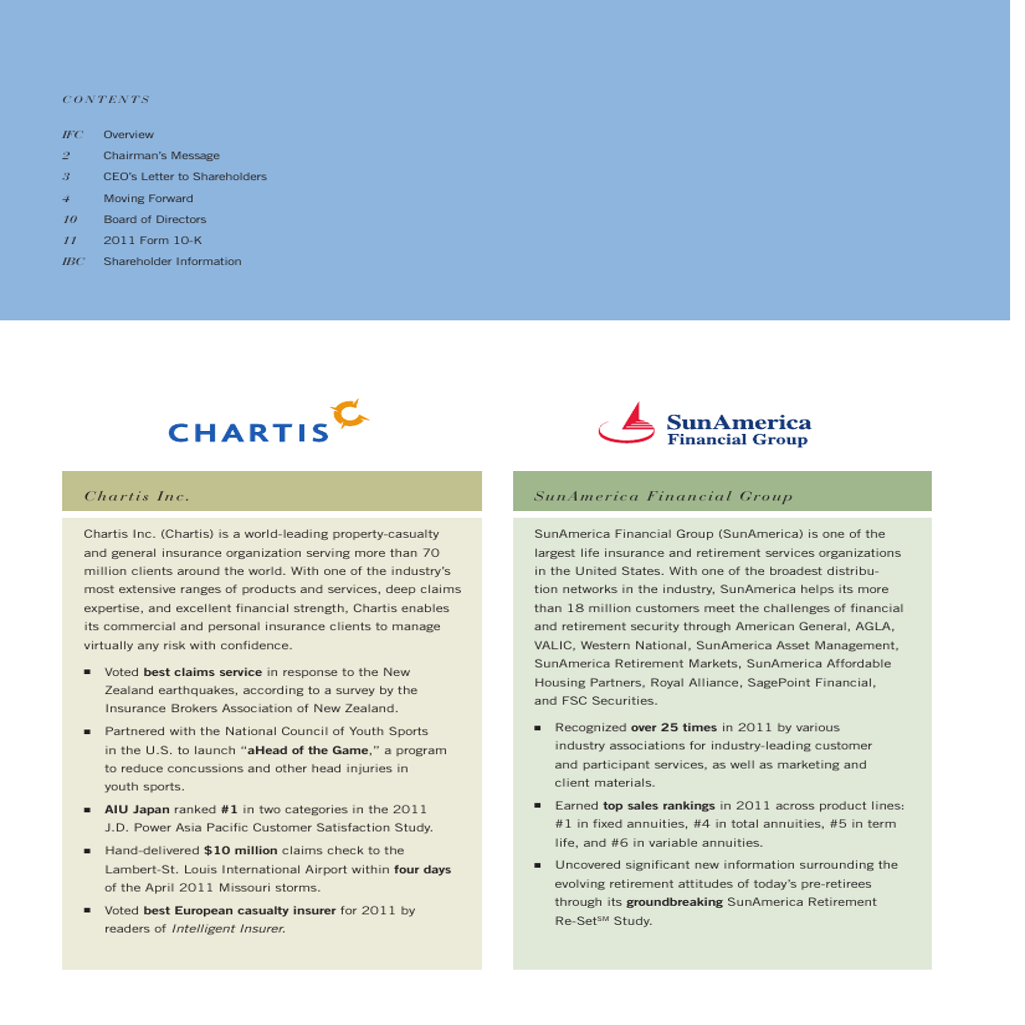 CONTENTS
IFC Overview
2 Chairman's Message
3 CEO's Letter to Shareholders
4 Moving Forward
10 Board of Directors
11 2011 Form 10-K
IBC Shareholder Information
CHARTIS
Chartis Inc.
Chartis Inc. (Chartis) is a world-leading property-casualty
and general insurance organization serving more than 70
million clients around the world. With one of the industry's
most extensive ranges of products and services, deep claims
expertise, and excellent financial strength, Chartis enables
its commercial and personal insurance clients to manage
virtually any risk with confidence.
■ Voted best claims service in response to the New
Zealand earthquakes, according to a survey by the
Insurance Brokers Association of New Zealand.
■ Partnered with the National Council of Youth Sports
in the U.S. to launch “aHead of the Game,” a program
to reduce concussions and other head injuries in
youth sports.
■ AIU Japan ranked #1 in two categories in the 2011
J.D. Power Asia Pacific Customer Satisfaction Study.
■ Hand-delivered $10 million claims check to the
Lambert-St. Louis International Airport within four days
of the April 2011 Missouri storms.
■ Voted best European casualty insurer for 2011 by
readers of Intelligent Insurer.
SunAmerica
Financial Group
SunAmerica Financial Group
SunAmerica Financial Group (SunAmerica) is one of the
largest life insurance and retirement services organizations
in the United States. With one of the broadest distribu-
tion networks in the industry, SunAmerica helps its more
than 18 million customers meet the challenges of financial
and retirement security through American General, AGLA,
VALIC, Western National, SunAmerica Asset Management,
SunAmerica Retirement Markets, SunAmerica Affordable
Housing Partners, Royal Alliance, SagePoint Financial,
and FSC Securities.
■ Recognized over 25 times in 2011 by various
industry associations for industry-leading customer
and participant services, as well as marketing and
client materials.
■ Earned top sales rankings in 2011 across product lines:
#1 in fixed annuities, #4 in total annuities, #5 in term
life, and #6 in variable annuities.
■ Uncovered significant new information surrounding the
evolving retirement attitudes of today's pre-retirees
through its groundbreaking SunAmerica Retirement
Re-Set℠ Study.